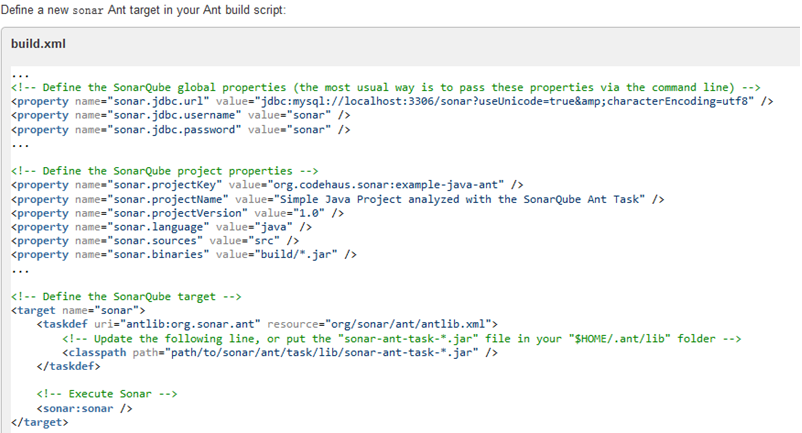 Define a new sonar Ant target in your Ant build script:
build.xml
...
<!-- Define the SonarQube global properties (the most usual way is to pass these properties via the command line) -->
<property name="sonar.jdbc.url" value="jdbc:mysql://localhost:3306/sonar?useUnicode=true&amp;characterEncoding=utf8" />
<property name="sonar.jdbc.username" value="sonar" />
<property name="sonar.jdbc.password" value="sonar" />
...
<!-- Define the SonarQube project properties -->
<property name="sonar.projectKey" value="org.codehaus.sonar:example-java-ant" />
<property name="sonar.projectName" value="Simple Java Project analyzed with the SonarQube Ant Task" />
<property name="sonar.projectVersion" value="1.0" />
<property name="sonar.language" value="java" />
<property name="sonar.sources" value="src" />
<property name="sonar.binaries" value="build/*.jar" />
...
<!-- Define the SonarQube target -->
<target name="sonar">
    <taskdef uri="antlib:org.sonar.ant" resource="org/sonar/ant/antlib.xml">
        <!-- Update the following line, or put the "sonar-ant-task-*.jar" file in your "$HOME/.ant/lib" folder -->
        <classpath path="path/to/sonar/ant/task/lib/sonar-ant-task-*.jar" />
    </taskdef>
    <!-- Execute Sonar -->
    <sonar:sonar />
</target>